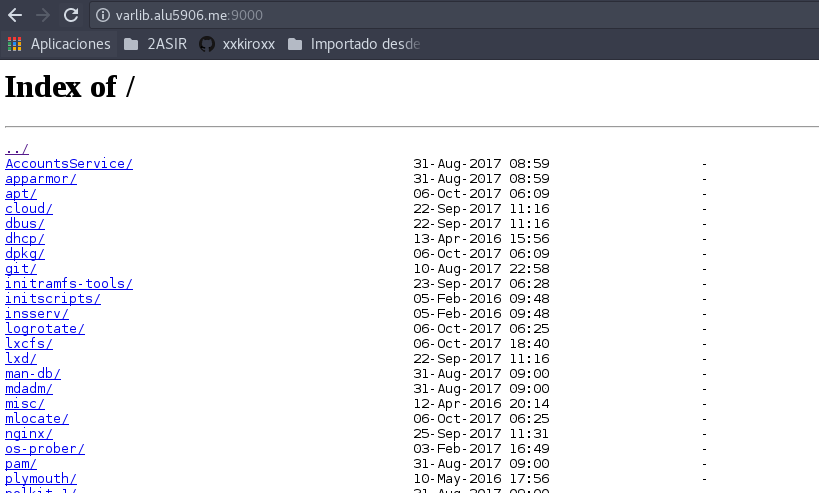 varlib.alu5906.me:9000
Aplicaciones 2ASIR xxkiroxx Importado desde
Index of /
../
AccountsService/ 31-Aug-2017 08:59 -
apparmor/ 31-Aug-2017 08:59 -
apt/ 06-Oct-2017 06:09 -
cloud/ 22-Sep-2017 11:16 -
dbus/ 22-Sep-2017 11:16 -
dhcp/ 13-Apr-2016 15:56 -
dpkg/ 06-Oct-2017 06:09 -
git/ 10-Aug-2017 22:58 -
initramfs-tools/ 23-Sep-2017 06:28 -
initscripts/ 05-Feb-2016 09:48 -
insserv/ 05-Feb-2016 09:48 -
logrotate/ 06-Oct-2017 06:25 -
lxcfs/ 06-Oct-2017 18:40 -
lxd/ 22-Sep-2017 11:16 -
man-db/ 31-Aug-2017 09:00 -
mdadm/ 31-Aug-2017 09:00 -
misc/ 12-Apr-2016 20:14 -
mlocate/ 06-Oct-2017 06:25 -
nginx/ 25-Sep-2017 11:31 -
os-prober/ 03-Feb-2017 16:49 -
pam/ 31-Aug-2017 09:00 -
plymouth/ 10-May-2016 17:56 -
polkit-1/ 31-Aug-2017 09:00 -